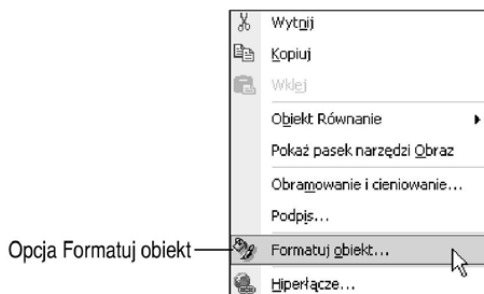 Wytnij
Kopiuj
Wklej
Obiekt Równanie
Pokaż pasek narzędzi Obraz
Obramowanie i cieniowanie...
Podpis...
Opcja Formatuj obiekt
Formatuj obiekt...
Hiperłącze...